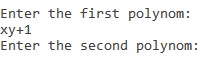 Enter the first polynom:
xy+1
Enter the second polynom: